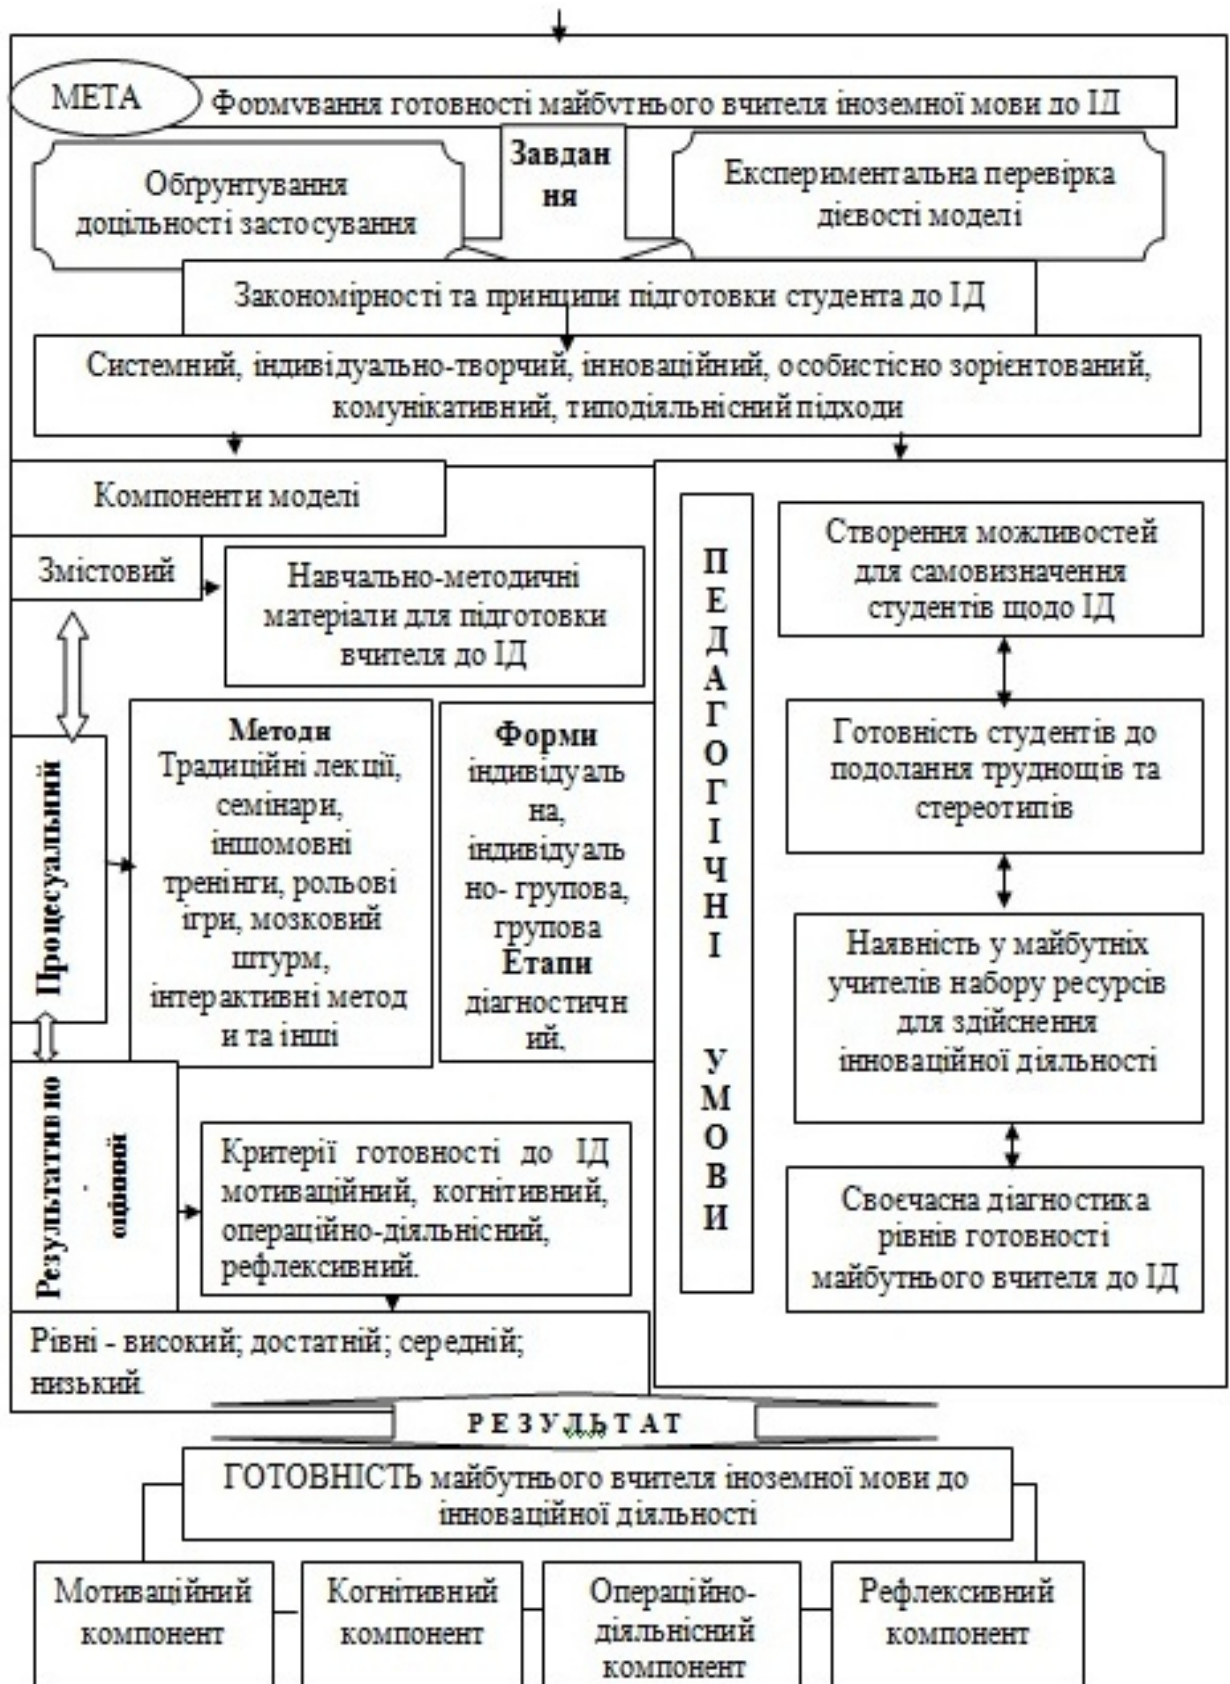 МЕТА
Формування готовності майбутнього вчителя іноземної мови до ІД
Обґрунтування
доцільності застосування
Завдан
ня
Експериментальна перевірка
дієвості моделі
Закономірності та принципи підготовки студента до ІД
Системний, індивідуально-творчий, інноваційний, особистісно зорієнтований,
комунікативний, типодіяльнісний підходи
Компоненти моделі
Змістовий
Навчально-методичні
матеріали для підготовки
вчителя до ІД
Процесуальний
Методи
Традиційні лекції,
семінари,
іншомовні
тренінги, рольові
ігри, мозковий
штурм,
інтерактивні метод
и та інші
Форми
індивідуаль
на,
індивідуаль
но- групова,
групова
Етапи
діагностичн
ий,
Результативно
-
оцінний
Критерії готовності до ІД
мотиваційний, когнітивний,
операційно-діяльнісний,
рефлексивний.
Рівні - високий; достатній; середній;
низький.
ПЕДАГОГІЧНІ УМОВИ
Створення можливостей
для самовизначення
студентів щодо ІД
Готовність студентів до
подолання труднощів та
стереотипів
Наявність у майбутніх
учителів набору ресурсів
для здійснення
інноваційної діяльності
Своєчасна діагностика
рівнів готовності
майбутнього вчителя до ІД
РЕЗУЛЬТАТ
ГОТОВНІСТЬ майбутнього вчителя іноземної мови до
інноваційної діяльності
Мотиваційний
компонент
Когнітивний
компонент
Операційно-
діяльнісний
компонент
Рефлексивний
компонент